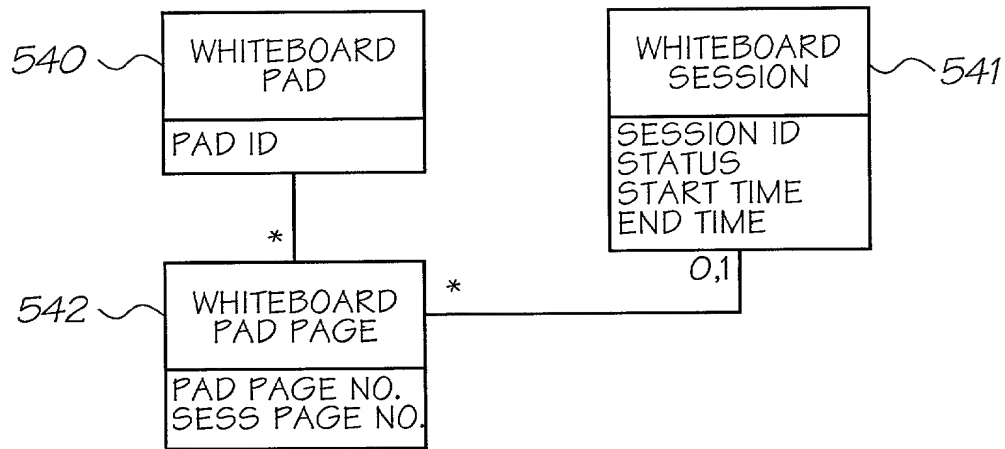 540
WHITEBOARD
PAD
PAD ID
WHITEBOARD
SESSION
541
SESSION ID
STATUS
START TIME
END TIME
*
0,1
542
WHITEBOARD
PAD PAGE
*
PAD PAGE NO.
SESS PAGE NO.